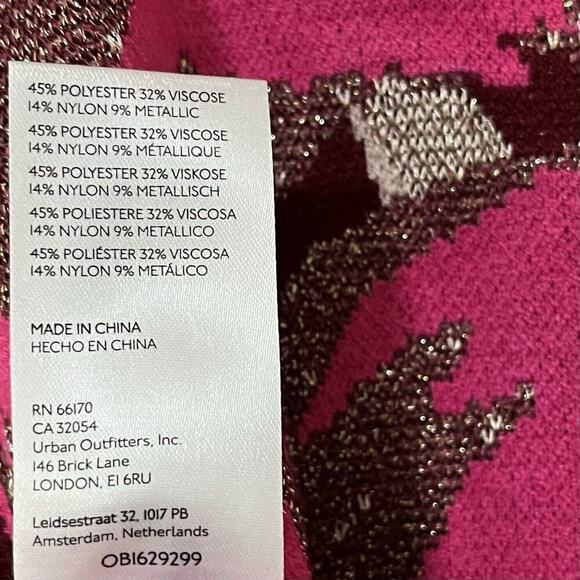 45% POLYESTER 32% VISCOSE
14% NYLON 9% METALLIC
45% POLYESTER 32% VISCOSE
14% NYLON 9% MÉTALLIQUE
45% POLYESTER 32% VISKOSE
14% NYLON 9% METALLISCH
45% POLIESTERE 32% VISCOSA
14% NYLON 9% METALLICO
45% POLIÉSTER 32% VISCOSA
14% NYLON 9% METÁLICO
MADE IN CHINA
HECHO EN CHINA
RN 66170
CA 32054
Urban Outfitters, Inc.
146 Brick Lane
LONDON, E1 6RU
Leidsestraat 32, 1017 PB
Amsterdam, Netherlands
OB1629299